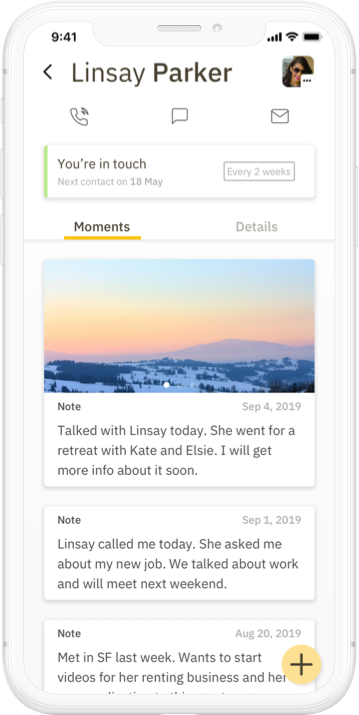 9:41
Linsay Parker
You're in touch
Next contact on 18 May
Every 2 weeks
Moments
Details
Note
Sep 4, 2019
Talked with Linsay today. She went for a
retreat with Kate and Elsie. I will get
more info about it soon.
Note
Sep 1, 2019
Linsay called me today. She asked me
about my new job. We talked about work
and will meet next weekend.
Note
Aug 20, 2019
Met in SF last week. Wants to start
videos for her renting business and her